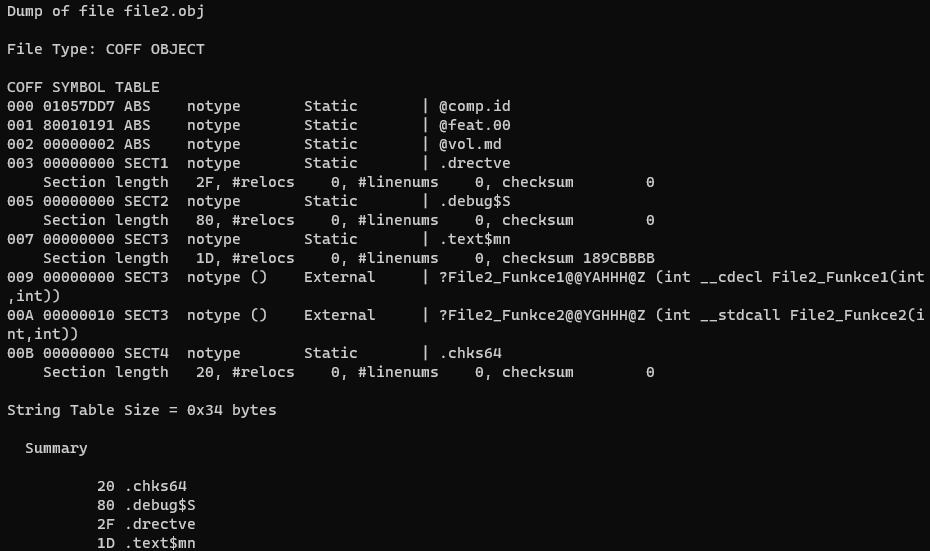 Dump of file file2.obj
File Type: COFF OBJECT
COFF SYMBOL TABLE
000 01057DD7 ABS    notype       Static       | @comp.id
001 80010191 ABS    notype       Static       | @feat.00
002 00000002 ABS    notype       Static       | @vol.md
003 00000000 SECT1  notype       Static       | .drectve
    Section length   2F, #relocs    0, #linenums    0, checksum        0
005 00000000 SECT2  notype       Static       | .debug$S
    Section length   80, #relocs    0, #linenums    0, checksum        0
007 00000000 SECT3  notype       Static       | .text$mn
    Section length   1D, #relocs    0, #linenums    0, checksum 189CBBBB
009 00000000 SECT3  notype ()    External     | ?File2_Funkce1@@YAHHH@Z (int __cdecl File2_Funkce1(int
,int))
00A 00000010 SECT3  notype ()    External     | ?File2_Funkce2@@YGHHH@Z (int __stdcall File2_Funkce2(i
nt,int))
00B 00000000 SECT4  notype       Static       | .chks64
    Section length   20, #relocs    0, #linenums    0, checksum        0
String Table Size = 0x34 bytes
  Summary
          20 .chks64
          80 .debug$S
          2F .drectve
          1D .text$mn